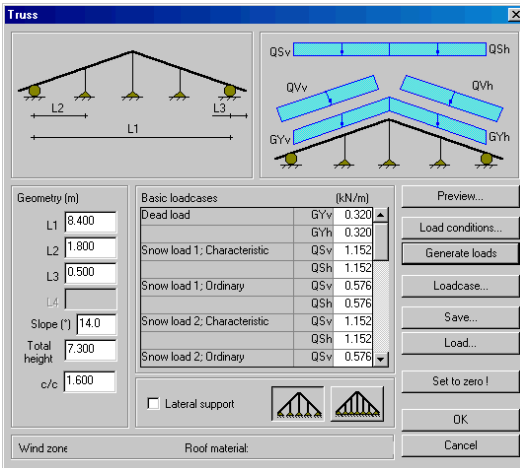 Truss
L2
L3
L1
QSv
QSh
QVv
QVh
GYv
GYh
Geometry (m)
L1 8.400
L2 1.800
L3 0.500
L4
Slope (°) 14.0
Total height 7.300
c/c 1.600
Basic loadcases (kN/m)
Dead load GYv 0.320
GYh 0.320
Snow load 1; Characteristic QSv 1.152
QSh 1.152
Snow load 1; Ordinary QSv 0.576
QSh 0.576
Snow load 2; Characteristic QSv 1.152
QSh 1.152
Snow load 2; Ordinary QSv 0.576
Lateral support
Preview...
Load conditions...
Generate loads
Loadcase...
Save...
Load...
Set to zero !
OK
Cancel
Wind zone Roof material: